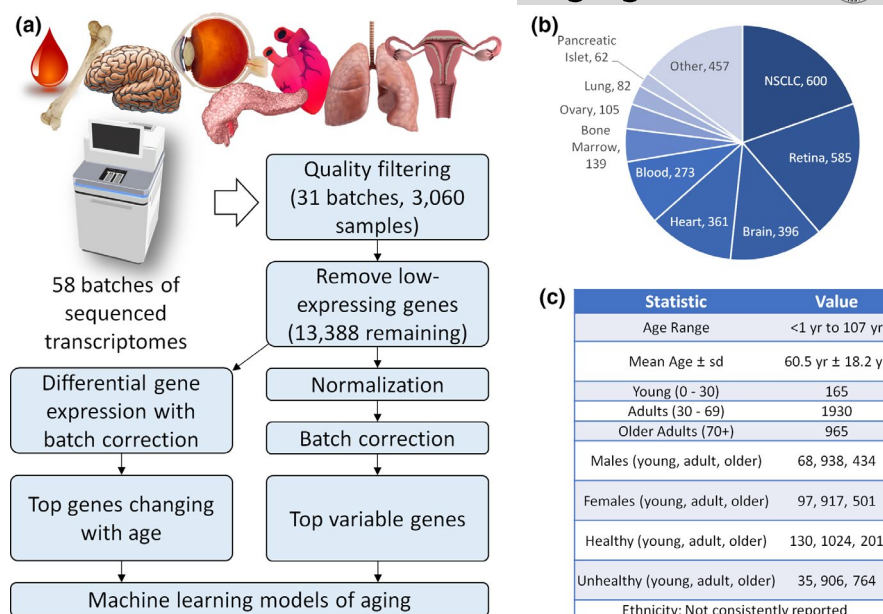 (a)
58 batches of
sequenced
transcriptomes
Quality filtering
(31 batches, 3,060
samples)
Remove low-
expressing genes
(13,388 remaining)
Differential gene
expression with
batch correction
Normalization
Batch correction
Top genes changing
with age
Top variable genes
Machine learning models of aging
(b)
Pancreatic
Islet, 62
Lung, 82
Ovary, 105
Bone
Marrow,
139
Blood, 273
Heart, 361
Brain, 396
Retina, 585
NSCLC, 600
Other, 457
(c)
Statistic Value
Age Range <1 yr to 107 yr
Mean Age ± sd 60.5 yr ± 18.2 y
Young (0 - 30) 165
Adults (30 - 69) 1930
Older Adults (70+) 965
Males (young, adult, older) 68, 938, 434
Females (young, adult, older) 97, 917, 501
Healthy (young, adult, older) 130, 1024, 201
Unhealthy (young, adult, older) 35, 906, 764
Ethnicity: Not consistently reported